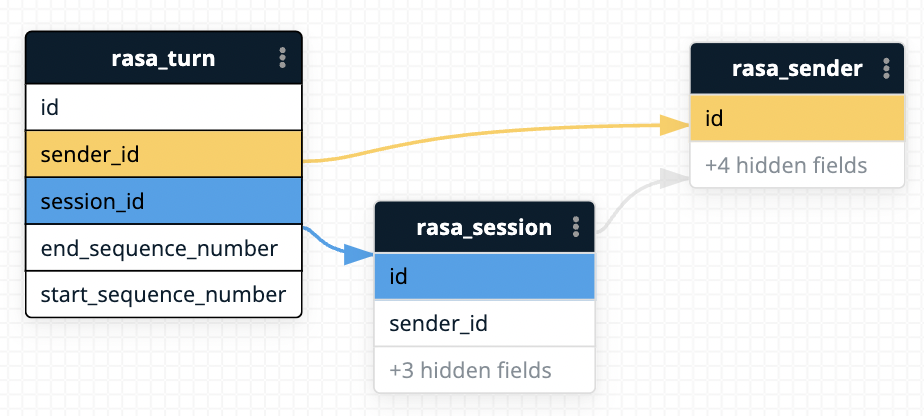 rasa_turn
id
sender_id
session_id
end_sequence_number
start_sequence_number
rasa_session
id
sender_id
+3 hidden fields
rasa_sender
id
+4 hidden fields